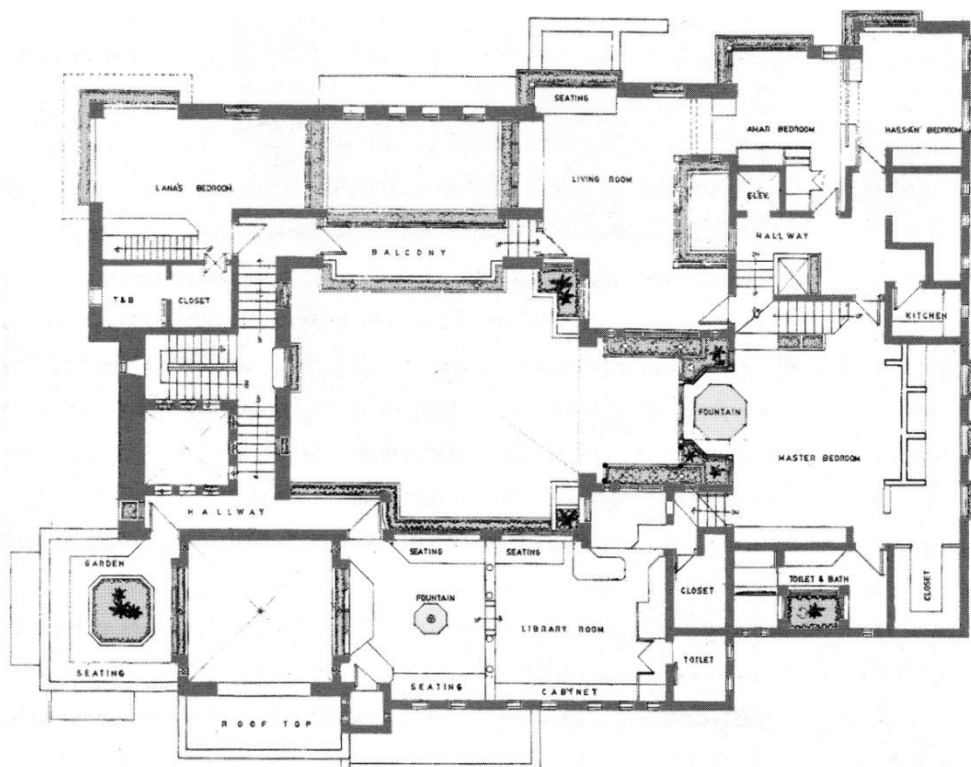 SEATING
AMAR BEDROOM
HASSAN' BEDROOM
LANA'S BEDROOM
LIVING ROOM
ELEV.
HALLWAY
BALCONY
T&B
CLOSET
KITCHEN
FOUNTAIN
MASTER BEDROOM
HALLWAY
GARDEN
SEATING
SEATING
FOUNTAIN
LIBRARY ROOM
CLOSET
TOILET & BATH
CLOSET
TOILET
SEATING
SEATING
CABYNET
ROOF TOP